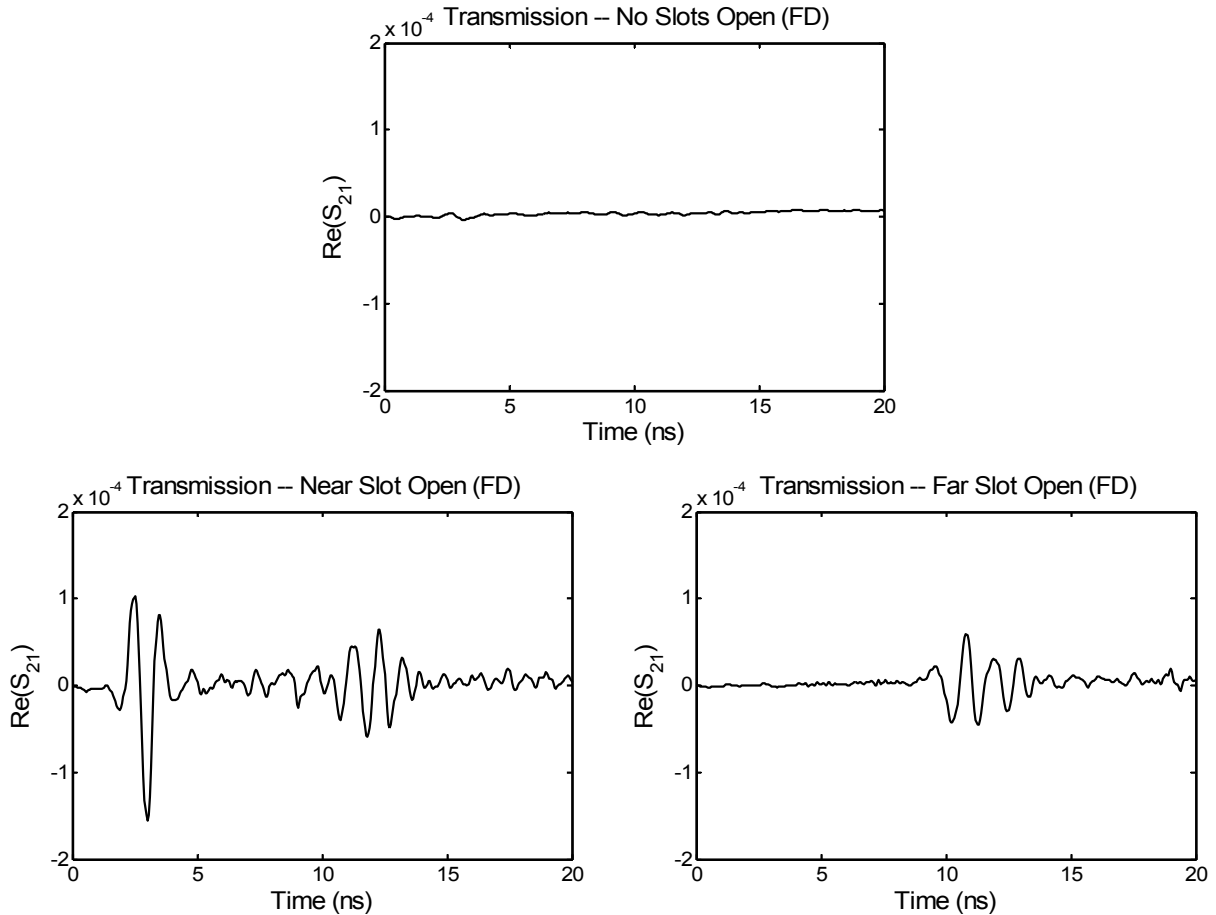 x 10-4 Transmission -- No Slots Open (FD)
2
1
0
-1
-2
Re(S21)
0 5 10 15 20
Time (ns)
x 10-4 Transmission -- Near Slot Open (FD)
2
1
0
-1
-2
Re(S21)
0 5 10 15 20
Time (ns)
x 10-4 Transmission -- Far Slot Open (FD)
2
1
0
-1
-2
Re(S21)
0 5 10 15 20
Time (ns)